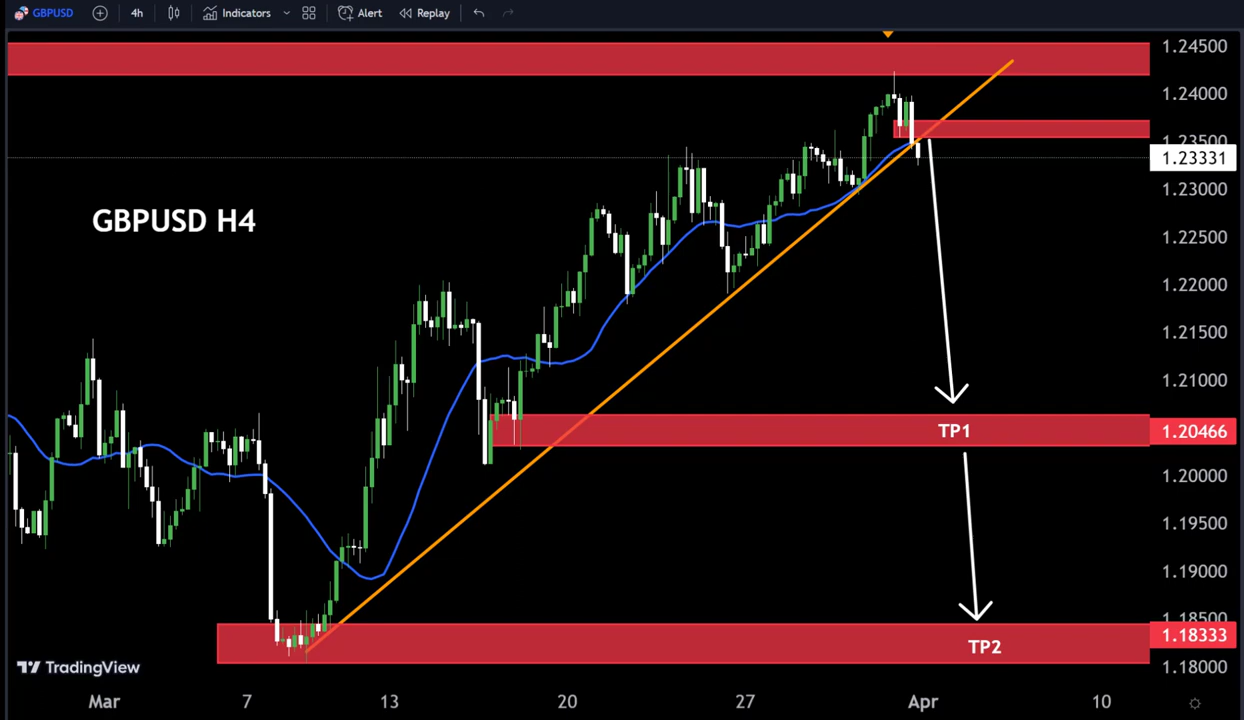 GBPUSD 4h Indicators Alert Replay
1.24500
1.24000
1.23500
1.23331
1.23000
GBPUSD H4
1.22500
1.22000
1.21500
1.21000
TP1 1.20466
1.20000
1.19500
1.19000
1.18500
1.18333
TP2
TradingView 1.18000
Mar 7 13 20 27 Apr 10